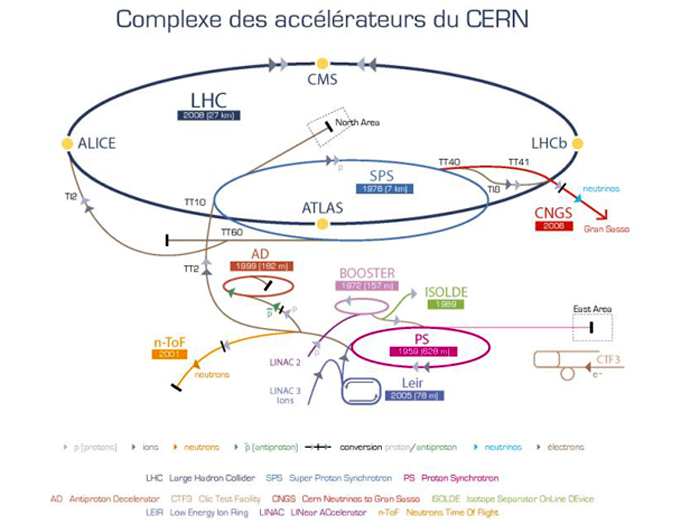 Complexe des accélérateurs du CERN
CMS
LHC
2008 (27 km)
North Area
ALICE
LHCb
TT40
TT41
SPS
1976 (7 km)
TI8
neutrinos
TI2
TT10
ATLAS
CNGS
2006
Gran Sasso
TT60
AD
1999 (182 m)
TT2
BOOSTER
1972 (157 m)
ISOLDE
1989
East Area
p
p
p
n-ToF
2001
PS
1959 (628 m)
LINAC 2
neutrons
CTF3
e-
LINAC 3
Ions
Leir
2005 (78 m)
p (protons) ions neutrons p̄ (antiproton) conversion proton/antiproton neutrinos électrons
LHC Large Hadron Collider SPS Super Proton Synchrotron PS Proton Synchrotron
AD Antiproton Decelerator CTF3 Clic Test Facility CNGS Cern Neutrinos to Gran Sasso ISOLDE Isotope Separator OnLine DEvice
LEIR Low Energy Ion Ring LINAC LINear ACcelerator n-ToF Neutrons Time Of Flight